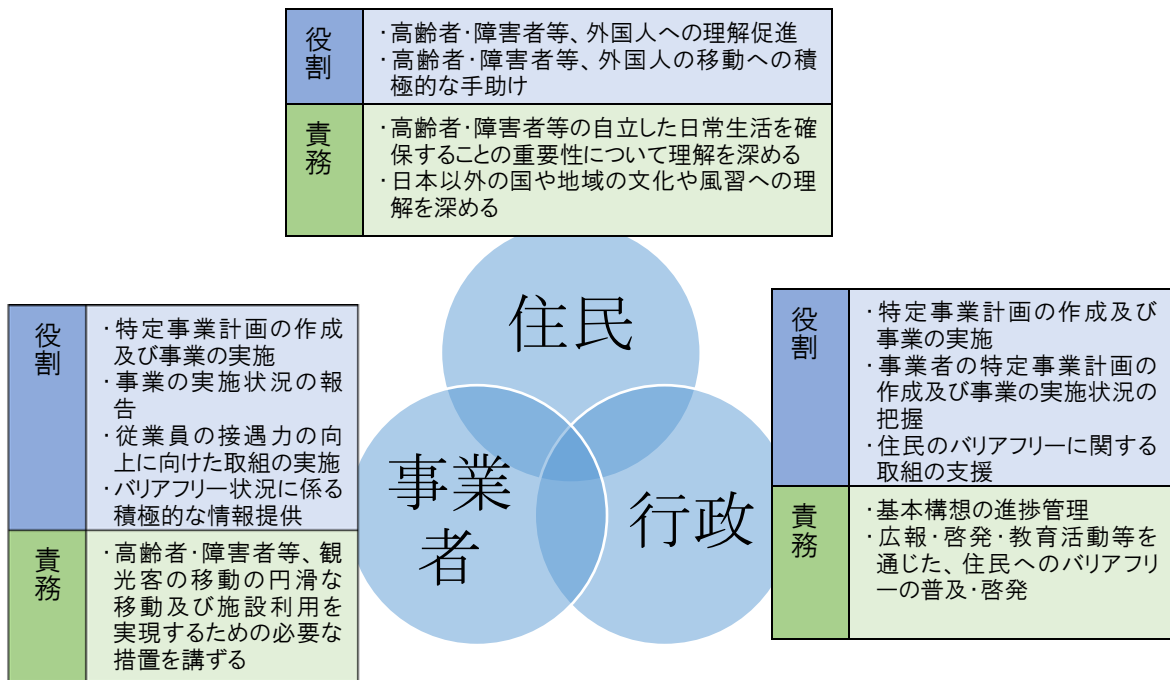 役割
・高齢者・障害者等、外国人への理解促進
・高齢者・障害者等、外国人の移動への積
極的な手助け
責務
・高齢者・障害者等の自立した日常生活を確
保することの重要性について理解を深める
・日本以外の国や地域の文化や風習への理
解を深める
住民
役割
・特定事業計画の作成
及び事業の実施
・事業の実施状況の報
告
・従業員の接遇力の向
上に向けた取組の実施
・バリアフリー状況に係る
積極的な情報提供
責務
・高齢者・障害者等、観
光客の移動の円滑な
移動及び施設利用を
実現するための必要な
措置を講ずる
事業
者
行政
役割
・特定事業計画の作成及び
事業の実施
・事業者の特定事業計画の
作成及び事業の実施状況の
把握
・住民のバリアフリーに関する
取組の支援
責務
・基本構想の進捗管理
・広報・啓発・教育活動等を
通じた、住民へのバリアフリ
ーの普及・啓発